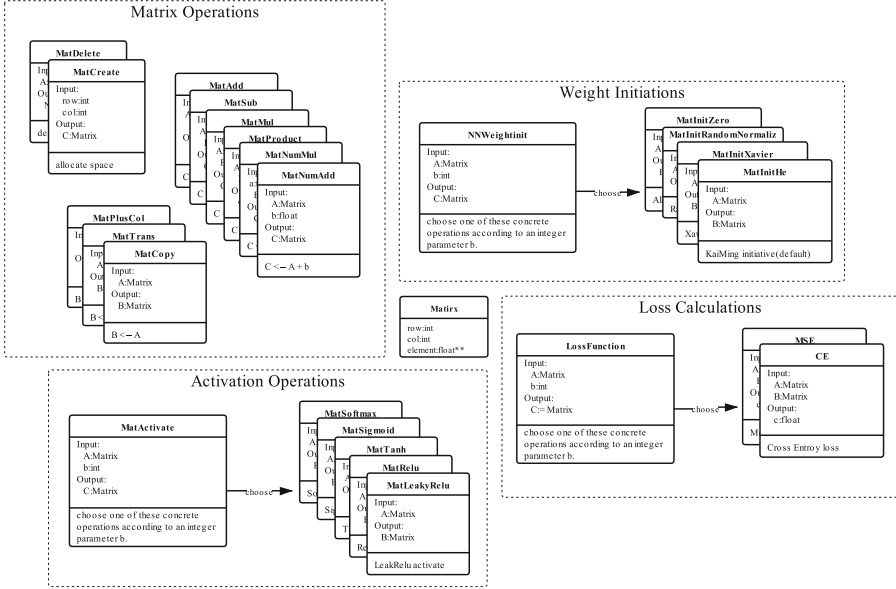 Matrix Operations
MatDelete
MatCreate
Input:
row:int
col:int
Output:
C:Matrix
allocate space
MatAdd
MatSub
MatMul
MatProduct
MatNumMul
MatNumAdd
Input:
A:Matrix
b:float
Output:
C:Matrix
C <− A + b
MatPlusCol
MatTrans
MatCopy
Input:
A:Matrix
Output:
B:Matrix
B <− A
Weight Initiations
NNWeightinit
Input:
A:Matrix
b:int
Output:
C:Matrix
choose one of these concrete
operations according to an integer
parameter b.
choose
MatInitZero
MatInitRandomNormaliz
MatInitXavier
MatInitHe
Input:
A:Matrix
Output:
B:Matrix
KaiMing initiative(default)
Matirx
row:int
col:int
element:float**
Loss Calculations
LossFunction
Input:
A:Matrix
b:int
Output:
C:= Matrix
choose one of these concrete
operations according to an integer
parameter b.
choose
MSE
CE
Input:
A:Matrix
B:Matrix
Output:
c:float
Cross Entroy loss
Activation Operations
MatActivate
Input:
A:Matrix
b:int
Output:
C:Matrix
choose one of these concrete
operations according to an integer
parameter b.
choose
MatSoftmax
MatSigmoid
MatTanh
MatRelu
MatLeakyRelu
Input:
A:Matrix
Output:
B:Matrix
LeakRelu activate